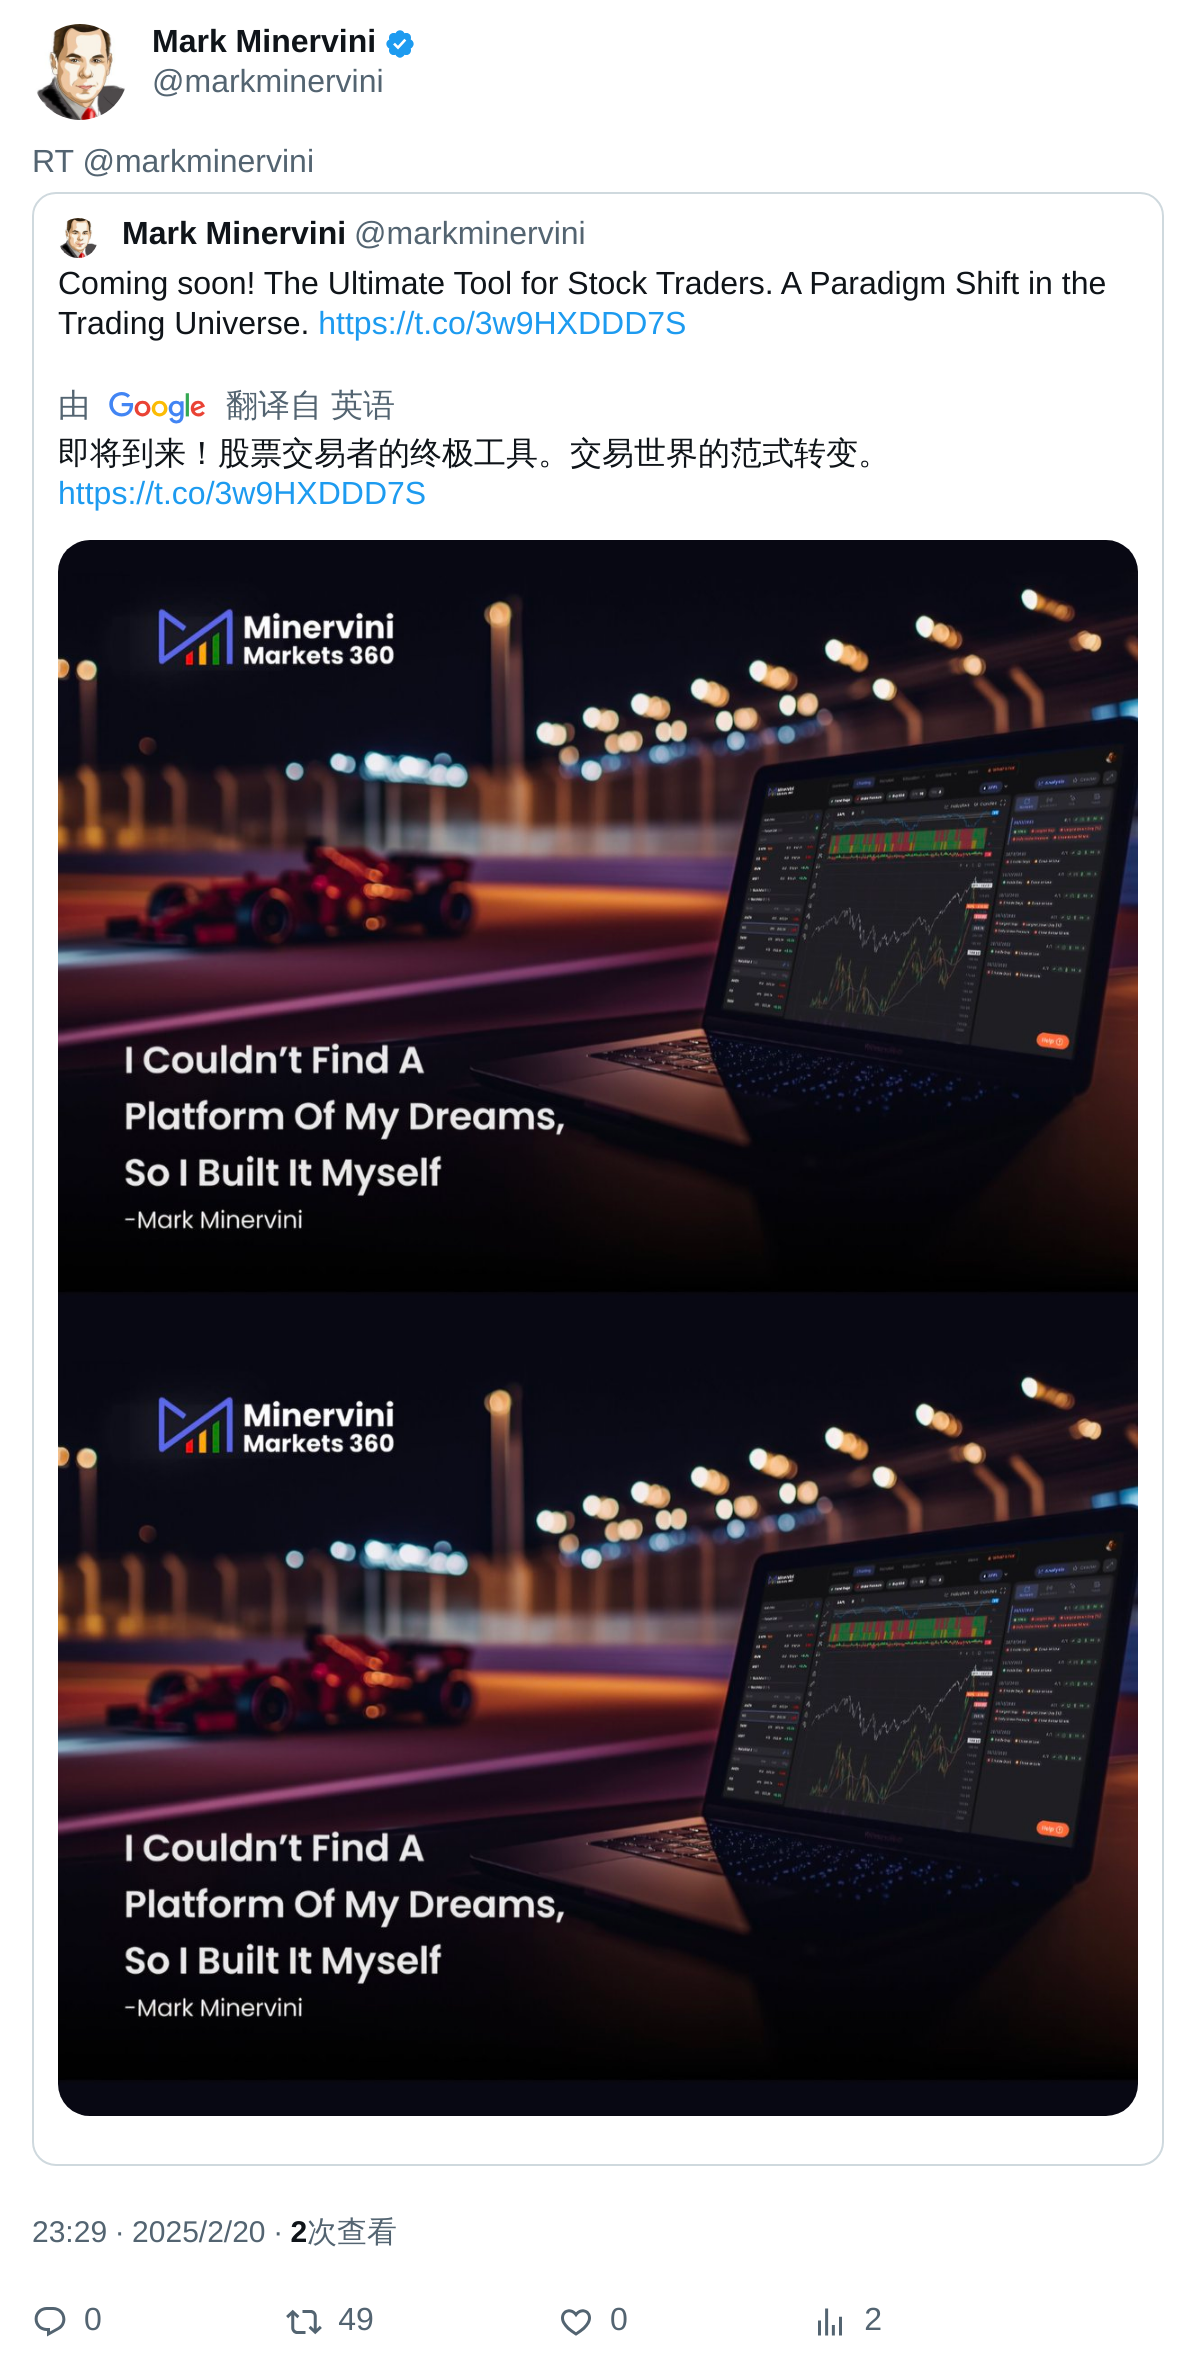 Mark Minervini
@markminervini
RT @markminervini
Mark Minervini @markminervini
Coming soon! The Ultimate Tool for Stock Traders. A Paradigm Shift in the
Trading Universe. https://t.co/3w9HXDDD7S
由 Google 翻译自 英语
即将到来！股票交易者的终极工具。交易世界的范式转变。
https://t.co/3w9HXDDD7S
Minervini
Markets 360
I Couldn’t Find A
Platform Of My Dreams,
So I Built It Myself
-Mark Minervini
Minervini
Markets 360
I Couldn’t Find A
Platform Of My Dreams,
So I Built It Myself
-Mark Minervini
23:29 · 2025/2/20 · 2次查看
0 49 0 2